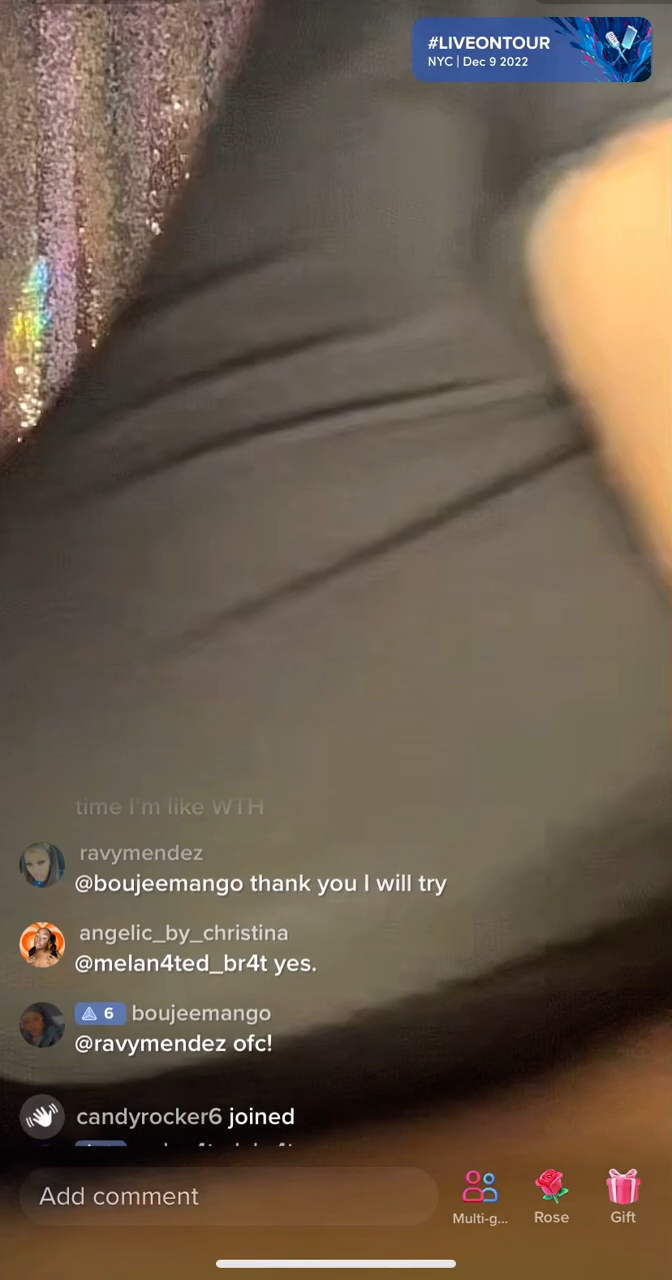 #LIVEONTOUR
NYC | Dec 9 2022
time I'm like WTH
ravymendez
@boujeemango thank you I will try
angelic_by_christina
@melan4ted_br4t yes.
6 boujeemango
@ravymendez ofc!
candyrocker6 joined
Add comment
Multi-g...
Rose
Gift